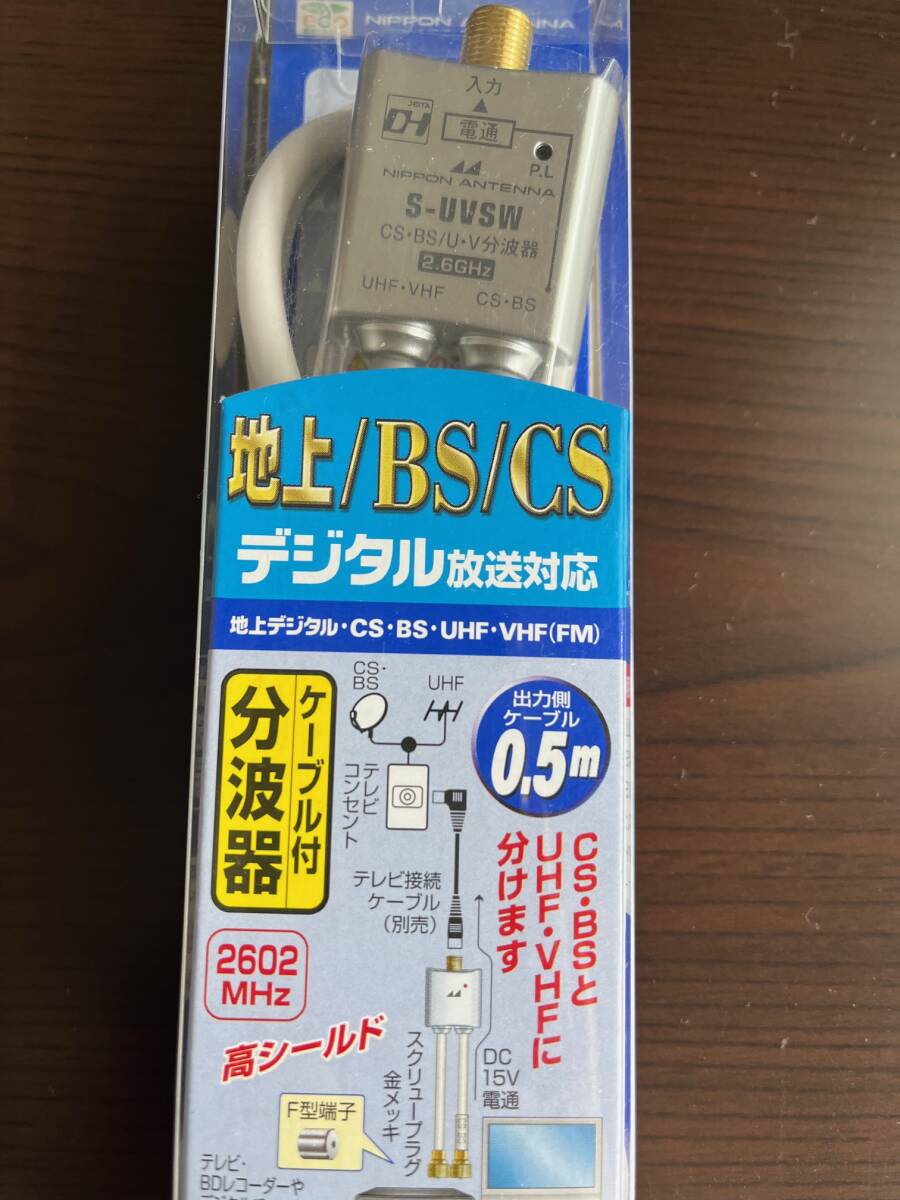 NIPPON ANTENNA
入力
JEITA
DH
電通
P.L
NIPPON ANTENNA
S-UVSW
CS・BS/U・V分波器
2.6GHz
UHF・VHF
CS・BS
地上/BS/CS
デジタル放送対応
地上デジタル・CS・BS・UHF・VHF(FM)
ケーブル付
分波器
CS・
BS
UHF
テレビ
コンセント
出力側
ケーブル
0.5m
テレビ接続
ケーブル
(別売)
CS・BSと
UHF・VHFに
分けます
2602
MHz
高シールド
スクリュープラグ
金メッキ
DC
15V
電通
F型端子
テレビ・
BDレコーダーや